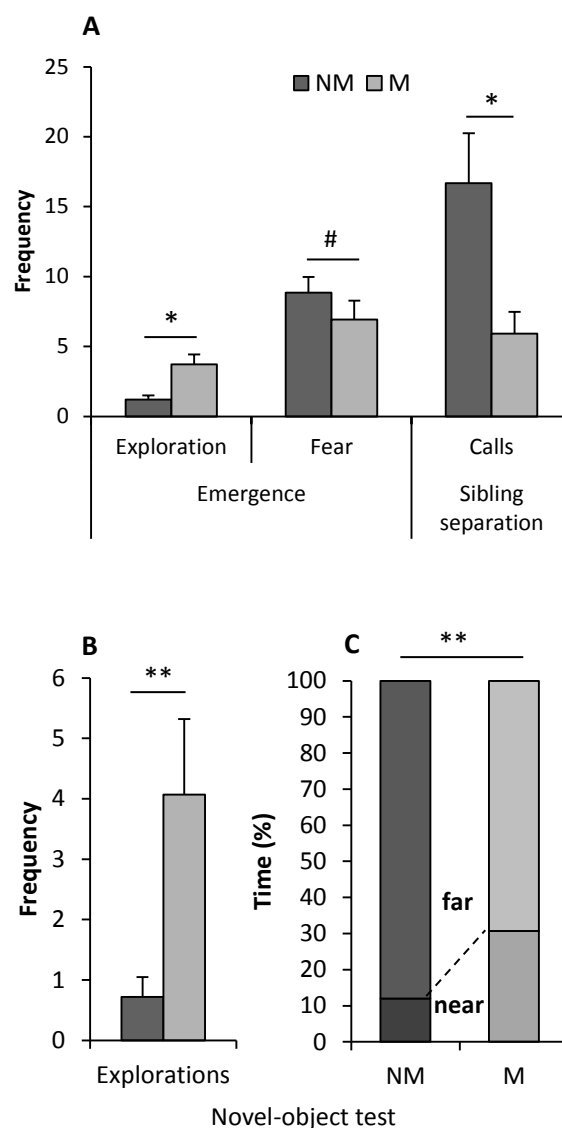 A
25
20
15
10
5
0
Frequency
NM M
*
#
*
Exploration Fear Calls
Emergence Sibling
separation
B
6
5
4
3
2
1
0
Frequency
**
Explorations
C
**
100
90
80
70
60
50
40
30
20
10
0
Time (%)
far
near
NM M
Novel-object test